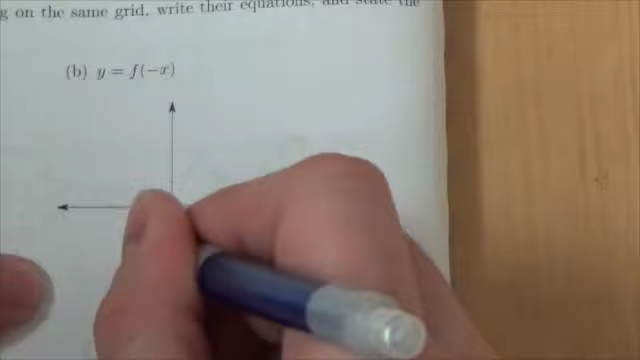 g on the same grid, write their equations, and state the
(b) y = f(−x)